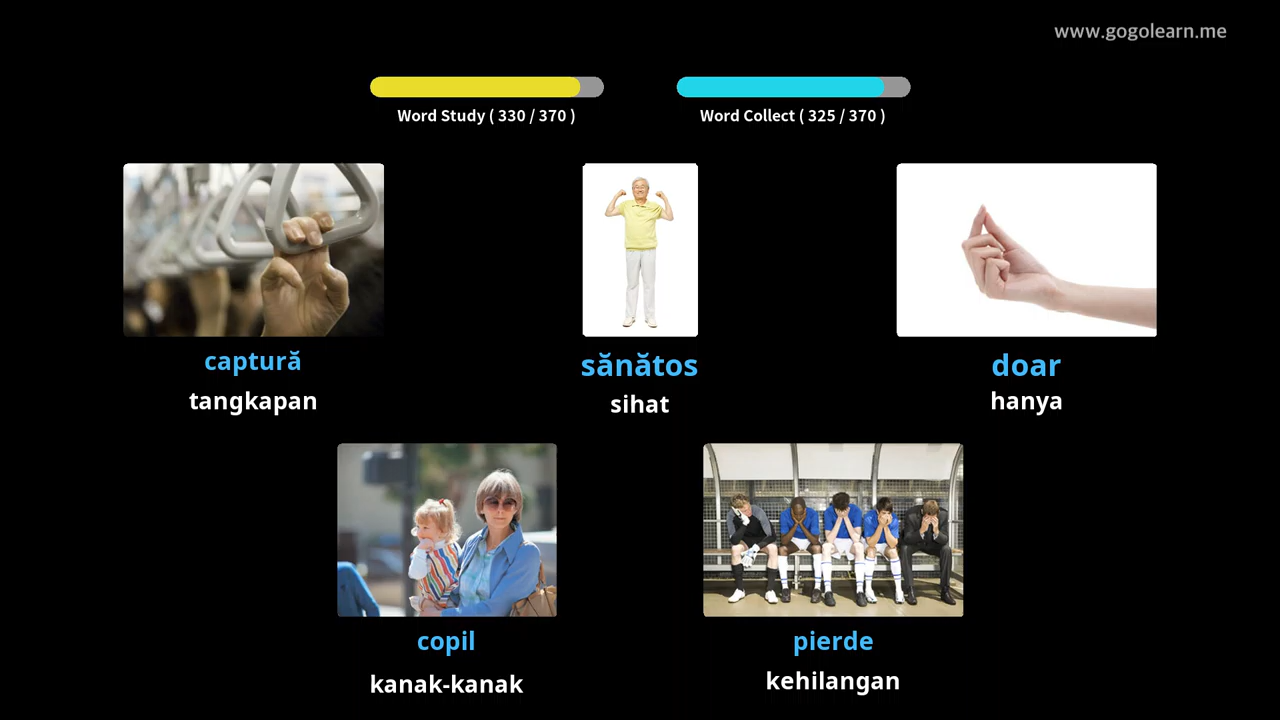 www.gogolearn.me
Word Study ( 330 / 370 )
Word Collect ( 325 / 370 )
captură
tangkapan
sănătos
sihat
doar
hanya
copil
kanak-kanak
pierde
kehilangan